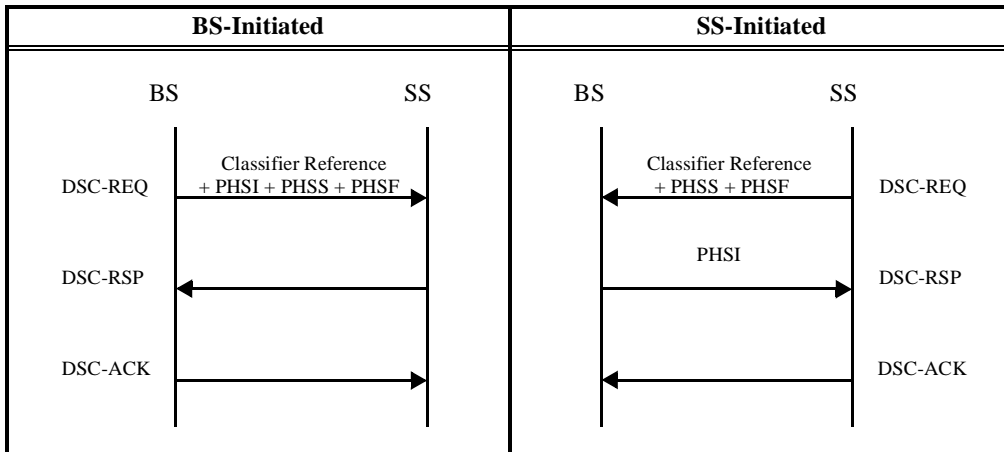 BS-Initiated
SS-Initiated
BS
SS
BS
SS
Classifier Reference
DSC-REQ
+ PHSI + PHSS + PHSF
Classifier Reference
+ PHSS + PHSF
DSC-REQ
DSC-RSP
PHSI
DSC-RSP
DSC-ACK
DSC-ACK